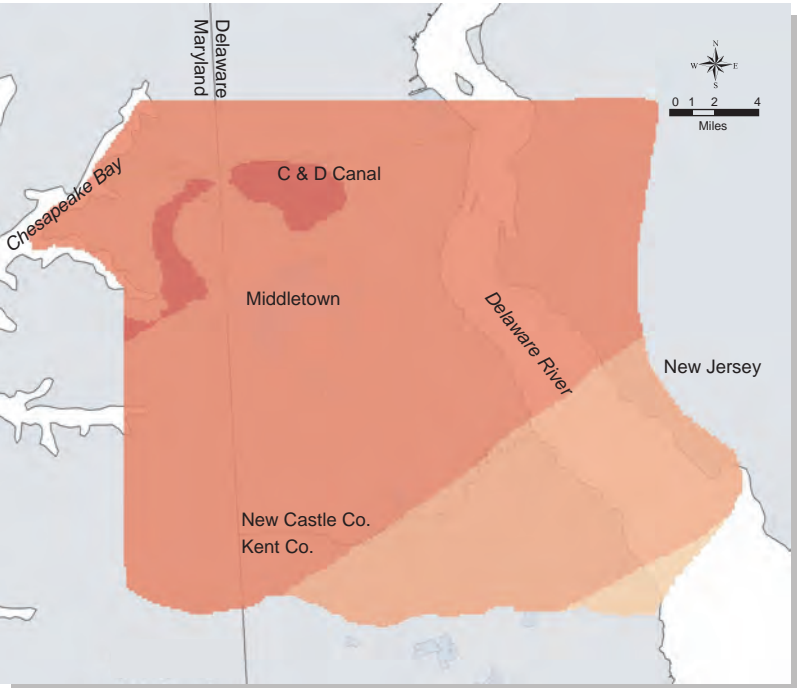 Delaware
Maryland
N
W
E
S
0 1 2 4
Miles
Chesapeake Bay
C & D Canal
Middletown
Delaware River
New Jersey
New Castle Co.
Kent Co.